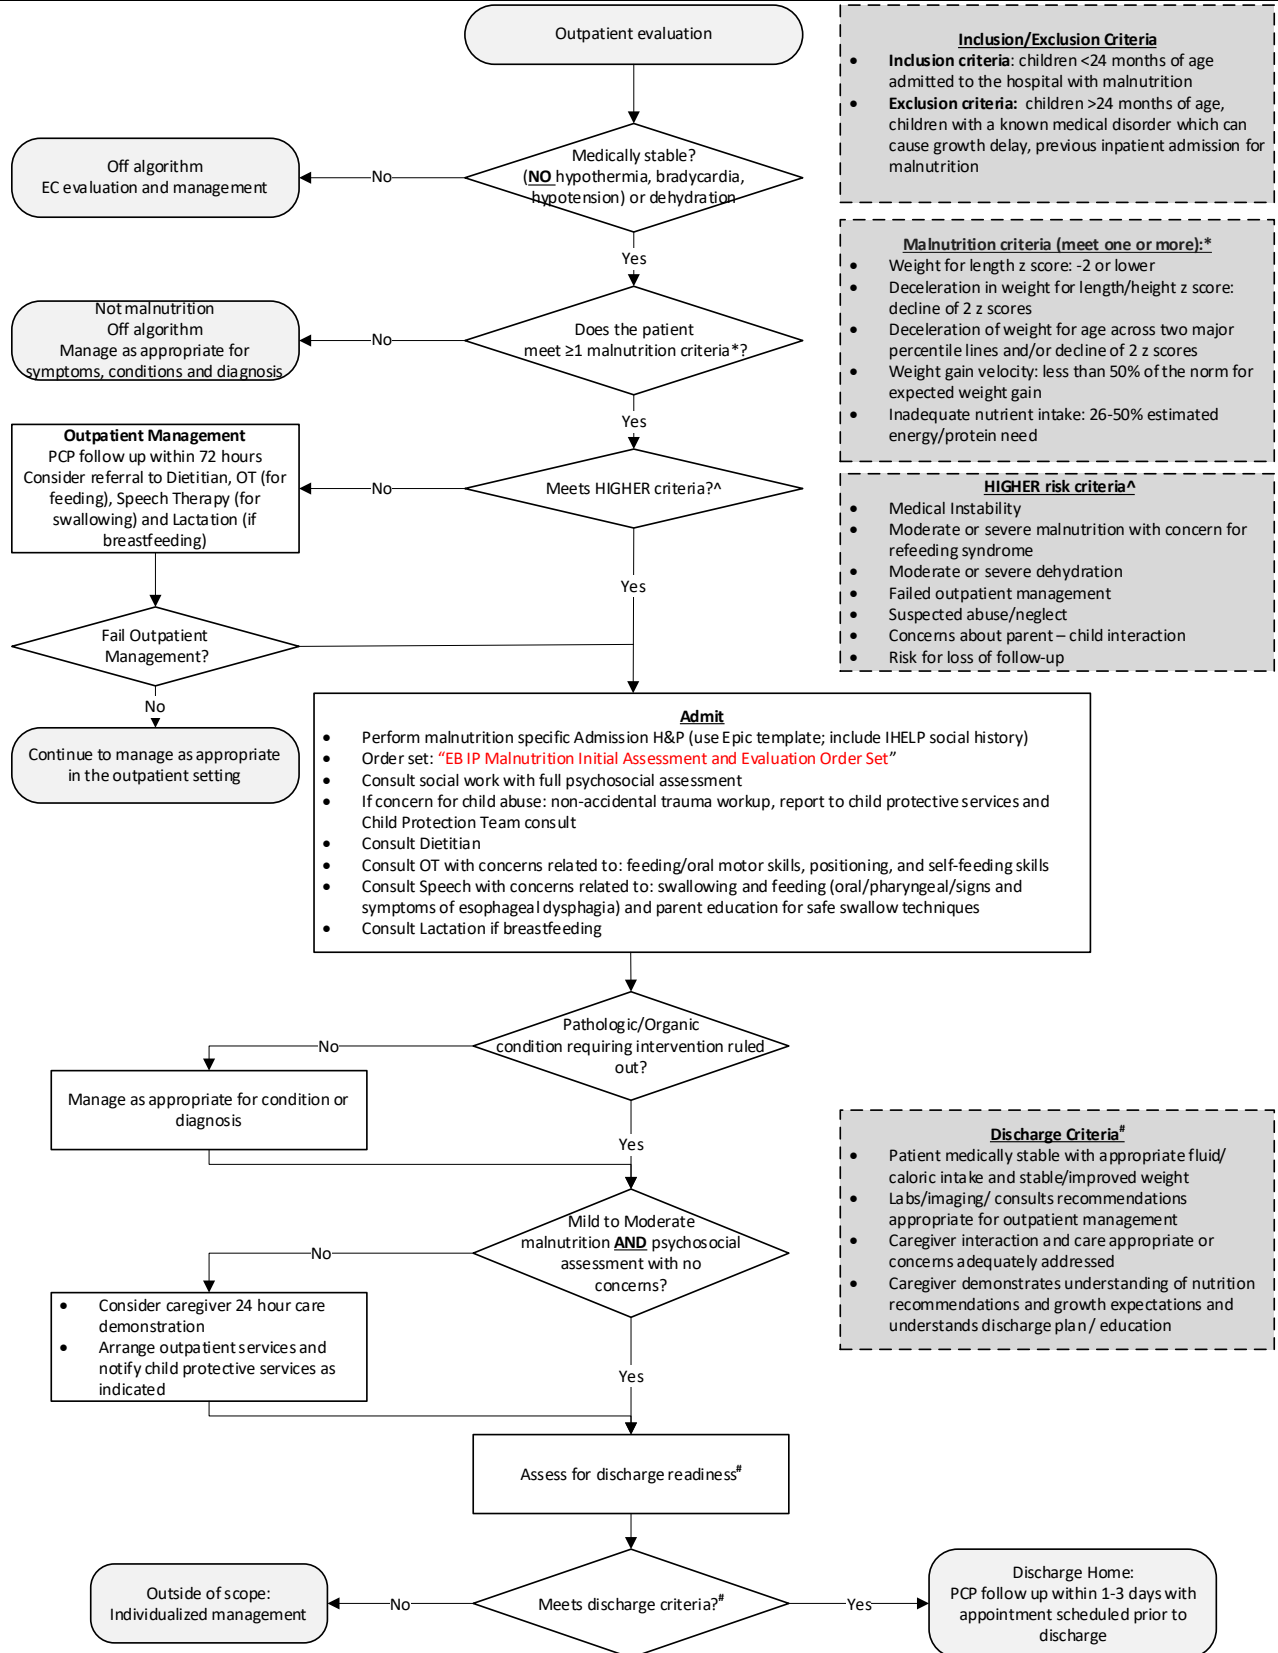 Outpatient evaluation
Inclusion/Exclusion Criteria
• Inclusion criteria: children <24 months of age
admitted to the hospital with malnutrition
• Exclusion criteria: children >24 months of age,
children with a known medical disorder which can
cause growth delay, previous inpatient admission for
malnutrition
Medically stable?
(NO hypothermia, bradycardia,
hypotension) or dehydration
No
Off algorithm
EC evaluation and management
Yes
Malnutrition criteria (meet one or more):*
• Weight for length z score: -2 or lower
• Deceleration in weight for length/height z score:
decline of 2 z scores
• Deceleration of weight for age across two major
percentile lines and/or decline of 2 z scores
• Weight gain velocity: less than 50% of the norm for
expected weight gain
• Inadequate nutrient intake: 26-50% estimated
energy/protein need
Does the patient
meet ≥1 malnutrition criteria*?
No
Not malnutrition
Off algorithm
Manage as appropriate for
symptoms, conditions and diagnosis
Yes
Meets HIGHER criteria?^
No
Outpatient Management
PCP follow up within 72 hours
Consider referral to Dietitian, OT (for
feeding), Speech Therapy (for
swallowing) and Lactation (if
breastfeeding)
HIGHER risk criteria^
• Medical Instability
• Moderate or severe malnutrition with concern for
refeeding syndrome
• Moderate or severe dehydration
• Failed outpatient management
• Suspected abuse/neglect
• Concerns about parent – child interaction
• Risk for loss of follow-up
Yes
Fail Outpatient
Management?
No
Continue to manage as appropriate
in the outpatient setting
Admit
• Perform malnutrition specific Admission H&P (use Epic template; include IHELP social history)
• Order set: “EB IP Malnutrition Initial Assessment and Evaluation Order Set”
• Consult social work with full psychosocial assessment
• If concern for child abuse: non-accidental trauma workup, report to child protective services and
Child Protection Team consult
• Consult Dietitian
• Consult OT with concerns related to: feeding/oral motor skills, positioning, and self-feeding skills
• Consult Speech with concerns related to: swallowing and feeding (oral/pharyngeal/signs and
symptoms of esophageal dysphagia) and parent education for safe swallow techniques
• Consult Lactation if breastfeeding
Pathologic/Organic
condition requiring intervention ruled
out?
No
Manage as appropriate for condition or
diagnosis
Yes
Discharge Criteria#
• Patient medically stable with appropriate fluid/
caloric intake and stable/improved weight
• Labs/imaging/ consults recommendations
appropriate for outpatient management
• Caregiver interaction and care appropriate or
concerns adequately addressed
• Caregiver demonstrates understanding of nutrition
recommendations and growth expectations and
understands discharge plan / education
Mild to Moderate
malnutrition AND psychosocial
assessment with no
concerns?
No
• Consider caregiver 24 hour care
demonstration
• Arrange outpatient services and
notify child protective services as
indicated
Yes
Assess for discharge readiness#
Meets discharge criteria?#
No
Outside of scope:
Individualized management
Yes
Discharge Home:
PCP follow up within 1-3 days with
appointment scheduled prior to
discharge